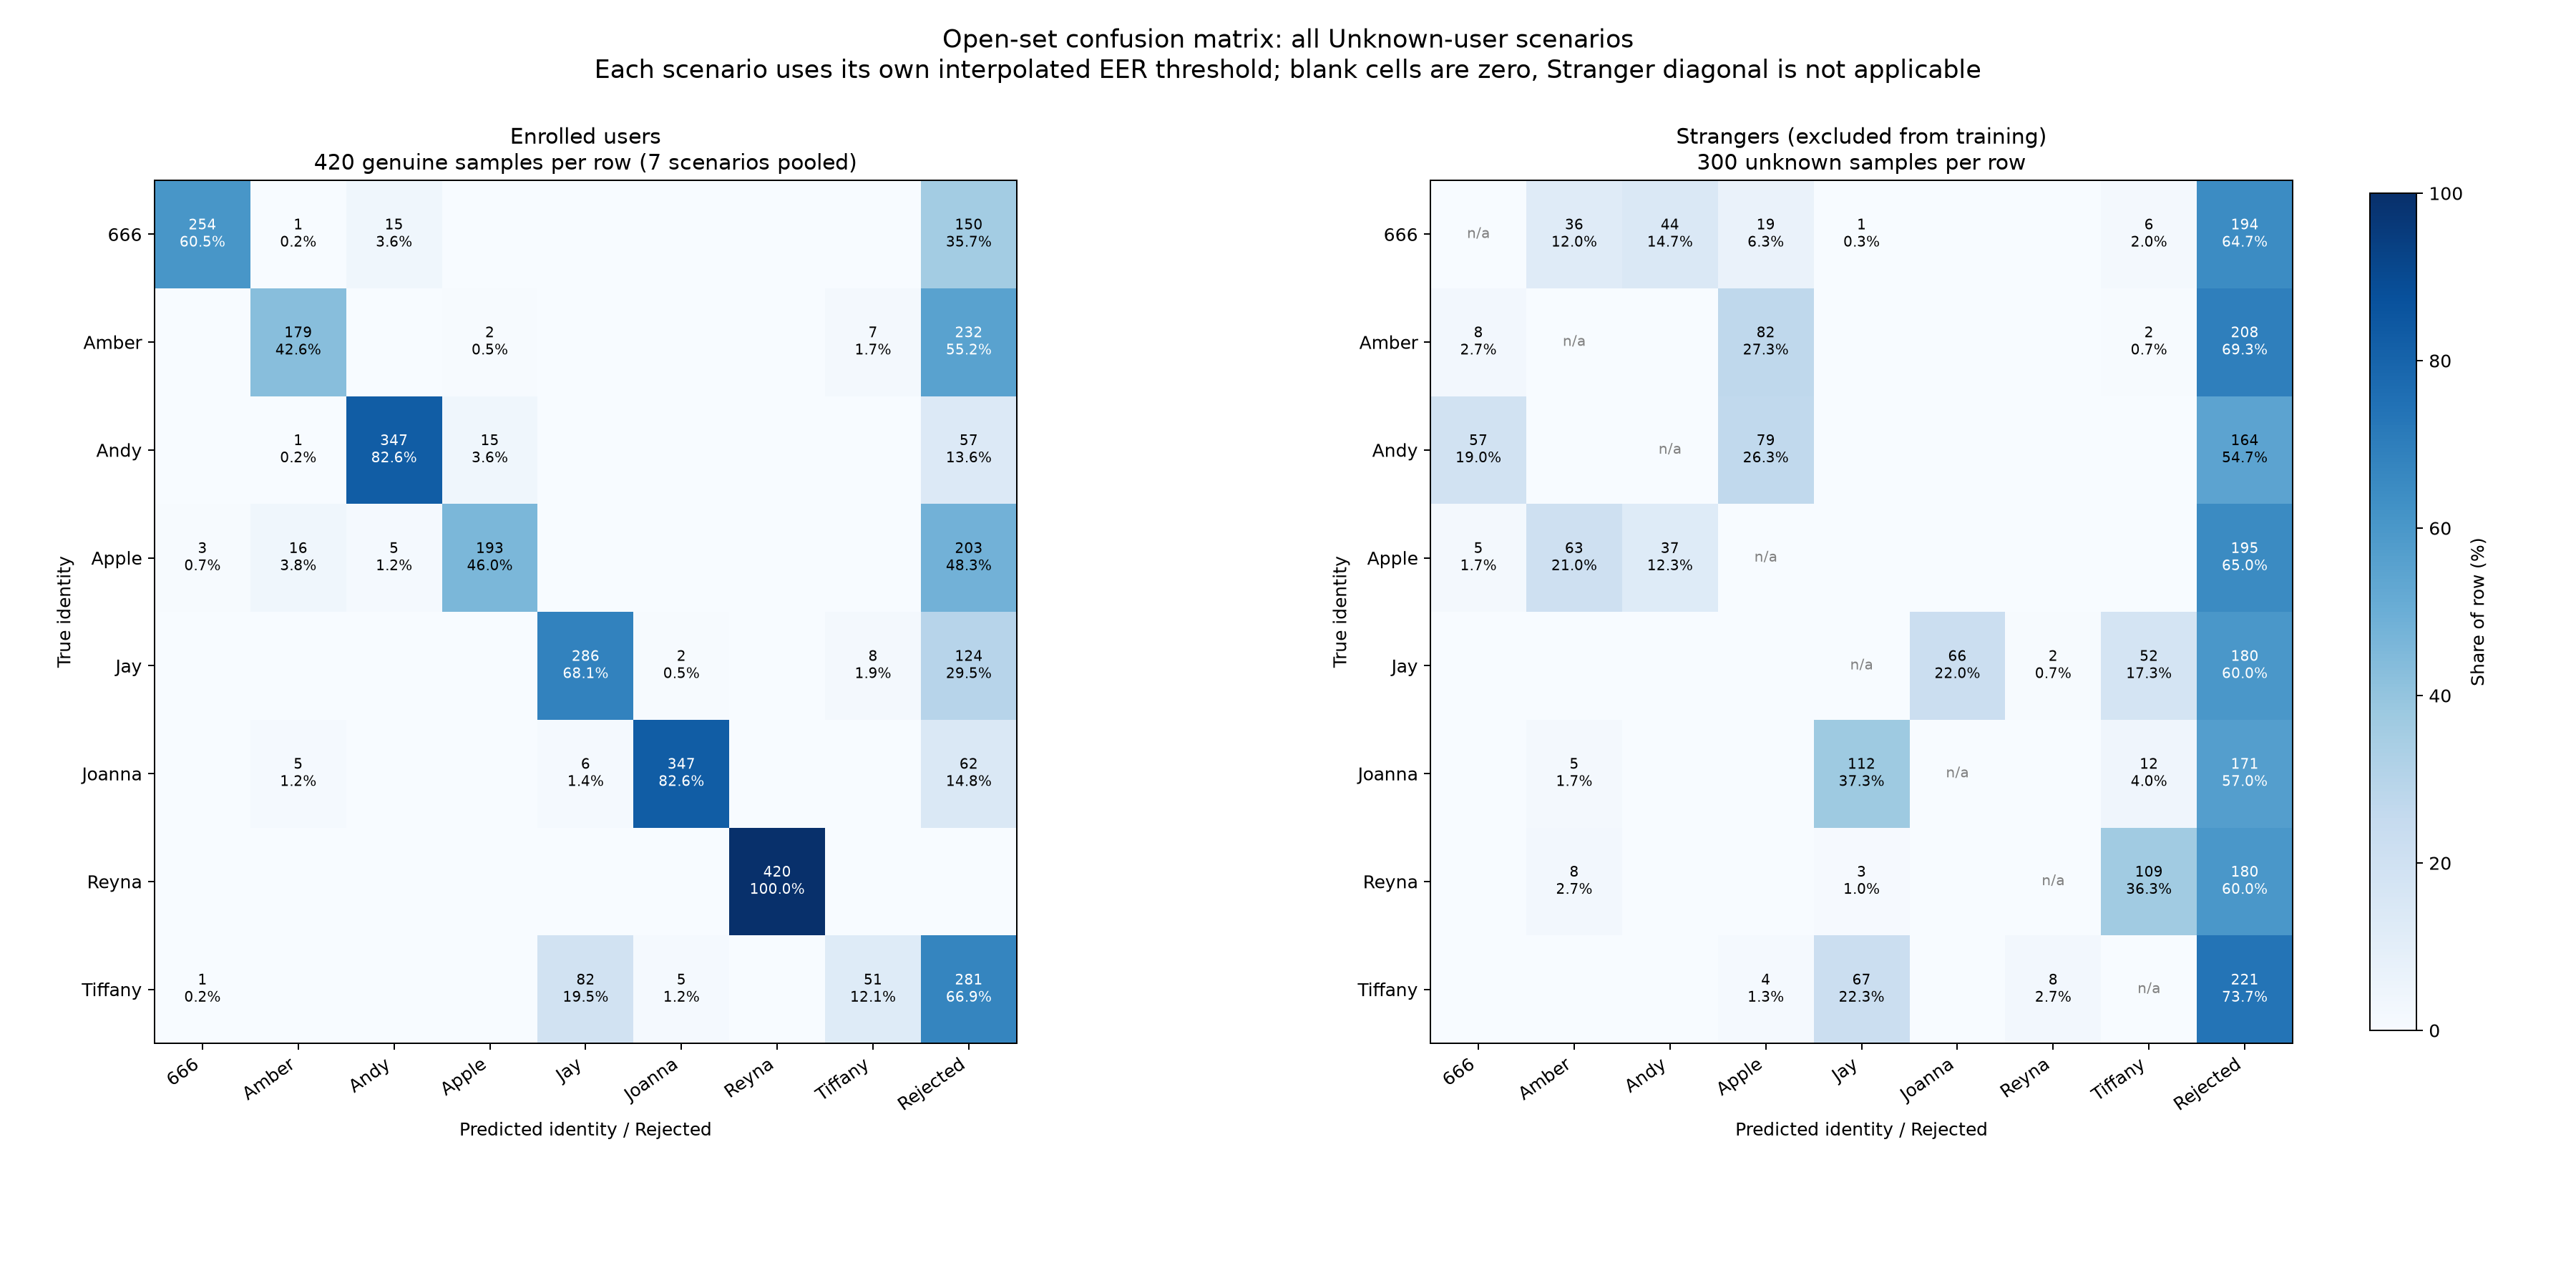 Open-set confusion matrix: all Unknown-user scenarios
Each scenario uses its own interpolated EER threshold; blank cells are zero, Stranger diagonal is not applicable
Enrolled users
420 genuine samples per row (7 scenarios pooled)
True identity
666
254 1 15 150
60.5% 0.2% 3.6% 35.7%
Amber
179 2 7 232
42.6% 0.5% 1.7% 55.2%
Andy
1 347 15 57
0.2% 82.6% 3.6% 13.6%
Apple
3 16 5 193 203
0.7% 3.8% 1.2% 46.0% 48.3%
Jay
286 2 8 124
68.1% 0.5% 1.9% 29.5%
Joanna
5 6 347 62
1.2% 1.4% 82.6% 14.8%
Reyna
420
100.0%
Tiffany
1 82 5 51 281
0.2% 19.5% 1.2% 12.1% 66.9%
666 Amber Andy Apple Jay Joanna Reyna Tiffany Rejected
Predicted identity / Rejected
Strangers (excluded from training)
300 unknown samples per row
True identity
666
n/a
36 44 19 1 6 194
12.0% 14.7% 6.3% 0.3% 2.0% 64.7%
Amber
n/a
8 82 2 208
2.7% 27.3% 0.7% 69.3%
Andy
n/a
57 79 164
19.0% 26.3% 54.7%
Apple
n/a
5 63 37 195
1.7% 21.0% 12.3% 65.0%
Jay
n/a
66 2 52 180
22.0% 0.7% 17.3% 60.0%
Joanna
n/a
5 112 12 171
1.7% 37.3% 4.0% 57.0%
Reyna
n/a
8 3 109 180
2.7% 1.0% 36.3% 60.0%
Tiffany
n/a
4 67 8 221
1.3% 22.3% 2.7% 73.7%
666 Amber Andy Apple Jay Joanna Reyna Tiffany Rejected
Predicted identity / Rejected
100
80
60
40
20
0
Share of row (%)